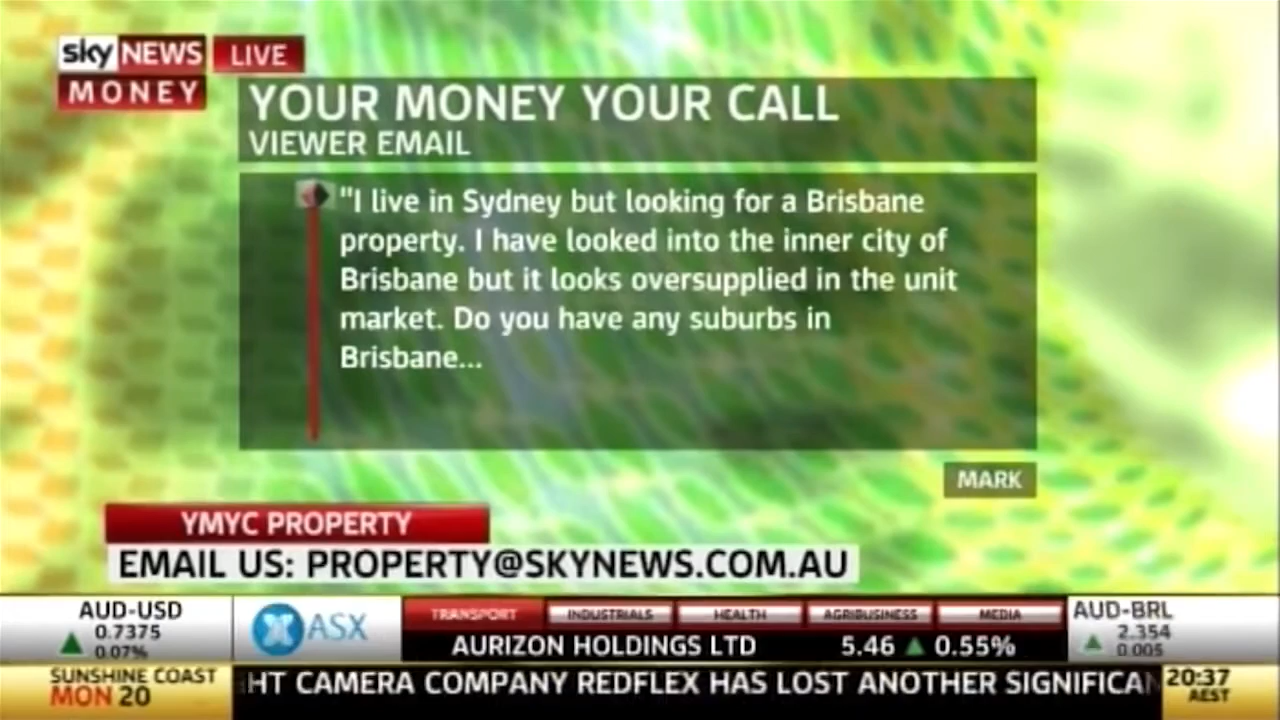 sky NEWS LIVE
MONEY
YOUR MONEY YOUR CALL
VIEWER EMAIL
"I live in Sydney but looking for a Brisbane
property. I have looked into the inner city of
Brisbane but it looks oversupplied in the unit
market. Do you have any suburbs in
Brisbane...
MARK
YMYC PROPERTY
EMAIL US: PROPERTY@SKYNEWS.COM.AU
AUD-USD
0.7375
0.07%
ASX
TRANSPORT INDUSTRIALS HEALTH AGRIBUSINESS MEDIA
AURIZON HOLDINGS LTD 5.46 0.55%
AUD-BRL
2.354
0.005
SUNSHINE COAST
MON 20
HT CAMERA COMPANY REDFLEX HAS LOST ANOTHER SIGNIFICAN
20:37
AEST